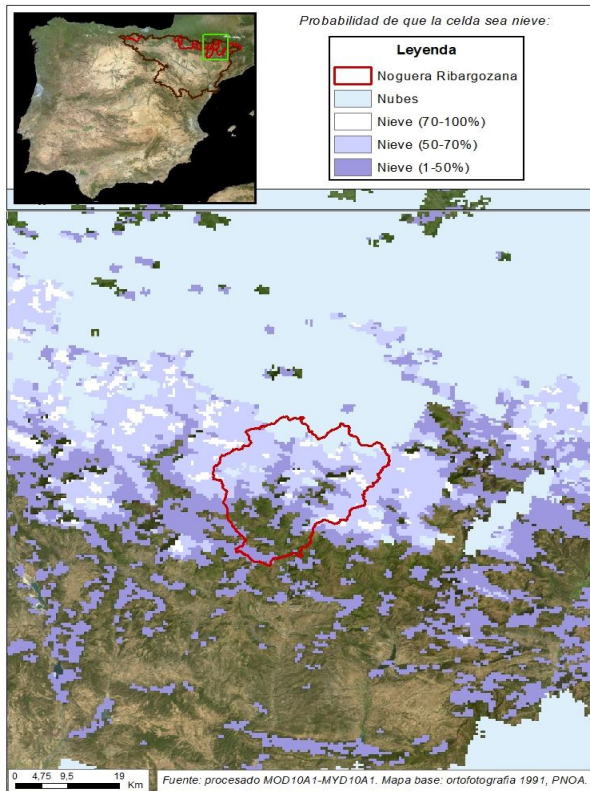 Probabilidad de que la celda sea nieve:
Leyenda
Noguera Ribargozana
Nubes
Nieve (70-100%)
Nieve (50-70%)
Nieve (1-50%)
0 4,75 9,5 19
Km
Fuente: procesado MOD10A1-MYD10A1. Mapa base: ortofotografia 1991, PNOA.